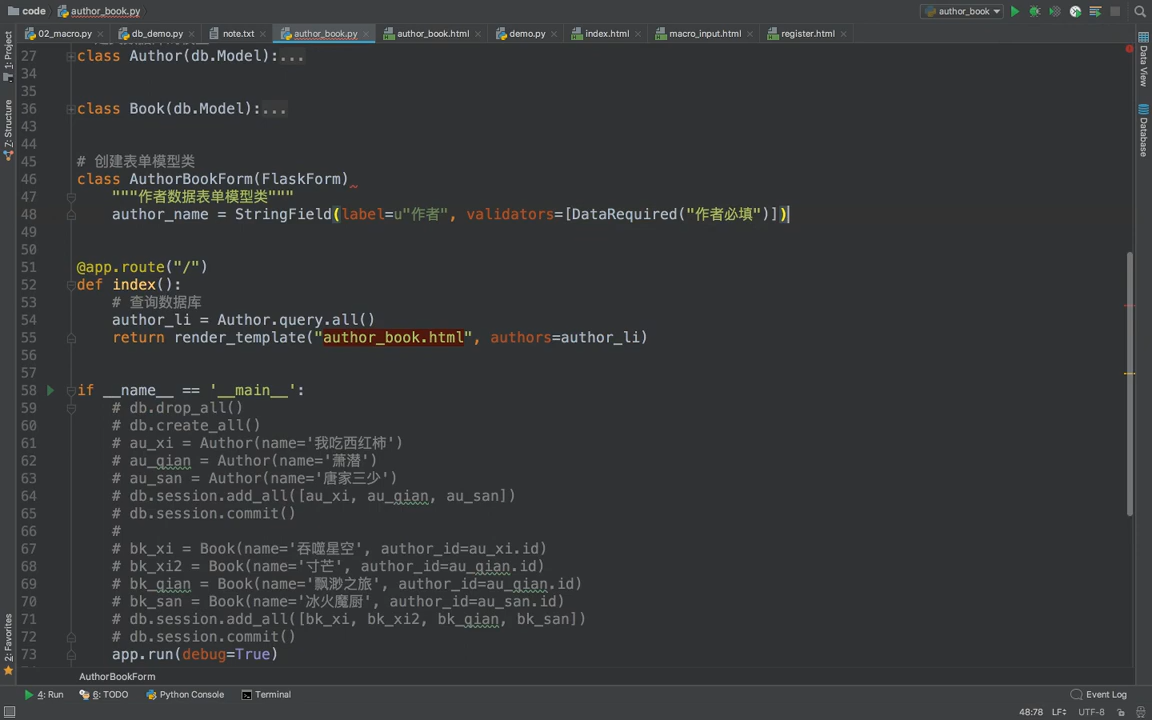 code author_book.py author_book
02_macro.py db_demo.py note.txt author_book.py author_book.html demo.py index.html macro_input.html register.html
1: Project
Z: Structure
2: Favorites
Data View
Database
27 class Author(db.Model):...
34
35
36 class Book(db.Model):...
43
44
45 # 创建表单模型类
46 class AuthorBookForm(FlaskForm)
47 """作者数据表单模型类"""
48 author_name = StringField(label=u"作者", validators=[DataRequired("作者必填")])
49
50
51 @app.route("/")
52 def index():
53 # 查询数据库
54 author_li = Author.query.all()
55 return render_template("author_book.html", authors=author_li)
56
57
58 if __name__ == '__main__':
59 # db.drop_all()
60 # db.create_all()
61 # au_xi = Author(name='我吃西红柿')
62 # au_qian = Author(name='萧潜')
63 # au_san = Author(name='唐家三少')
64 # db.session.add_all([au_xi, au_qian, au_san])
65 # db.session.commit()
66 #
67 # bk_xi = Book(name='吞噬星空', author_id=au_xi.id)
68 # bk_xi2 = Book(name='寸芒', author_id=au_qian.id)
69 # bk_qian = Book(name='飘渺之旅', author_id=au_qian.id)
70 # bk_san = Book(name='冰火魔厨', author_id=au_san.id)
71 # db.session.add_all([bk_xi, bk_xi2, bk_qian, bk_san])
72 # db.session.commit()
73 app.run(debug=True)
AuthorBookForm
4: Run 6: TODO Python Console Terminal Event Log
48:78 LF UTF-8